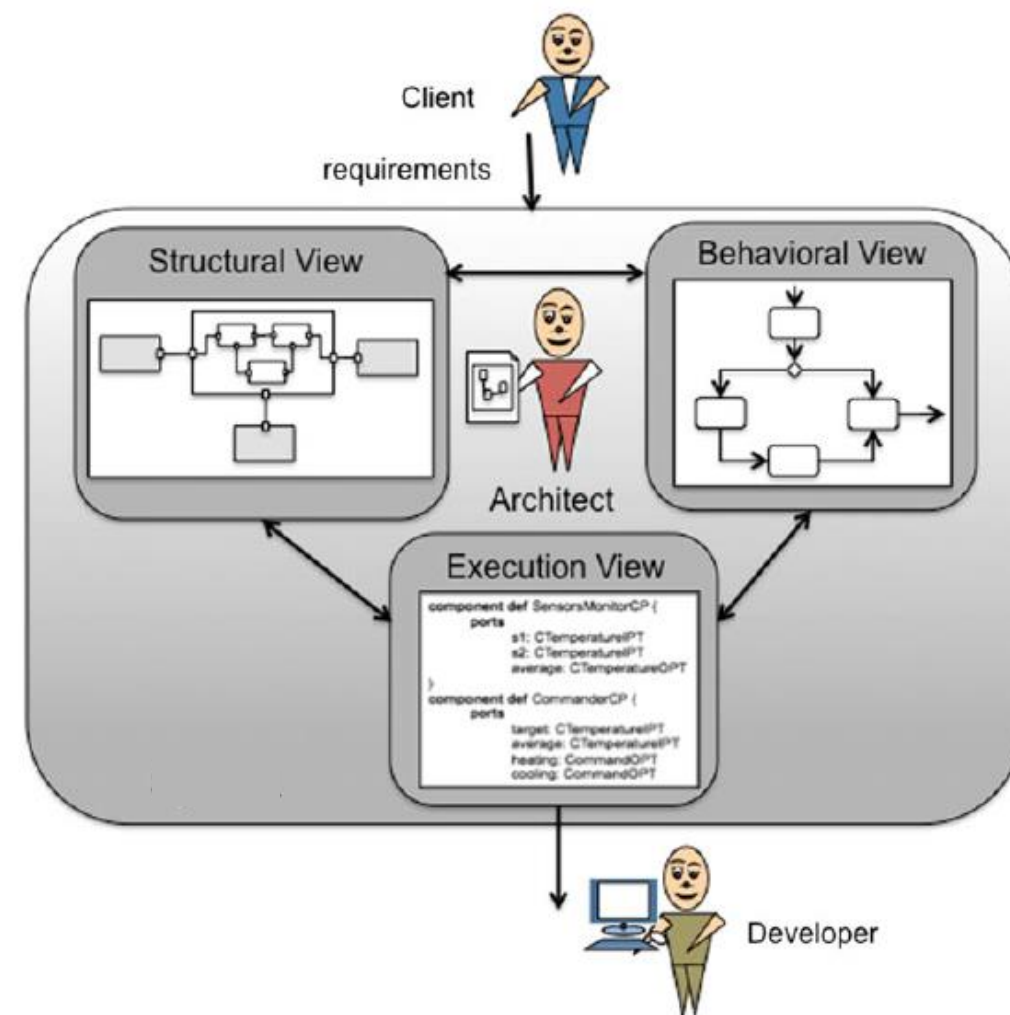 Client
requirements
Structural View
Behavioral View
Architect
Execution View
component def SensorsMonitorCP {
ports
s1: CTemperatureIPT
s2: CTemperatureIPT
average: CTemperatureOPT
}
component def CommanderCP {
ports
target: CTemperatureIPT
average: CTemperatureIPT
heating: CommandOPT
cooling: CommandOPT
Developer